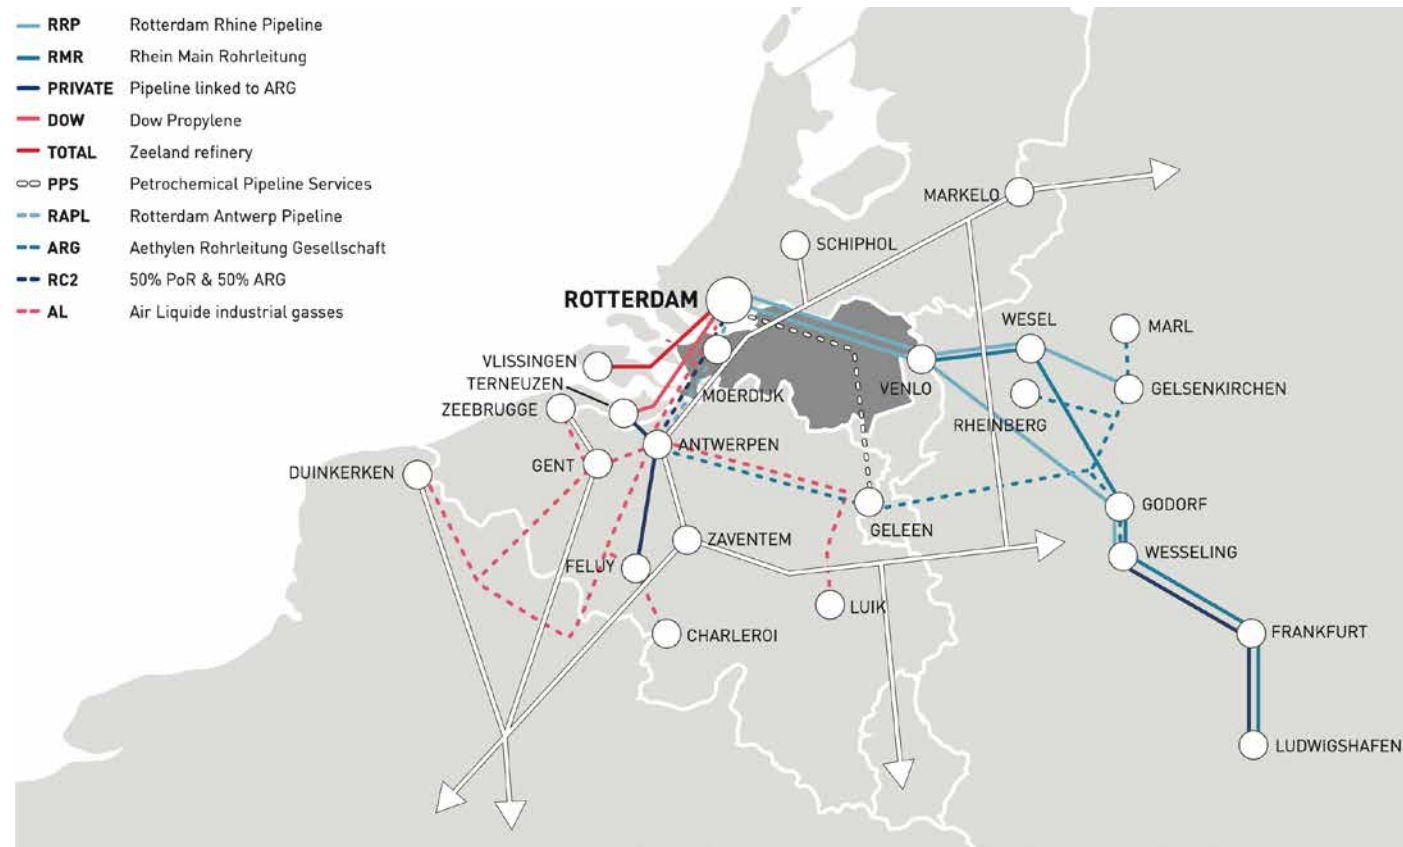 RRP Rotterdam Rhine Pipeline
RMR Rhein Main Rohrleitung
PRIVATE Pipeline linked to ARG
DOW Dow Propylene
TOTAL Zeeland refinery
PPS Petrochemical Pipeline Services
RAPL Rotterdam Antwerp Pipeline
ARG Aethylen Rohrleitung Gesellschaft
RC2 50% PoR & 50% ARG
AL Air Liquide industrial gasses
MARKELO
SCHIPHOL
ROTTERDAM
WESEL
MARL
VLISSINGEN
VENLO
TERNEUZEN
MOERDIJK
GELSENKIRCHEN
ZEEBRUGGE
RHEINBERG
ANTWERPEN
DUINKERKEN
GENT
GODORF
GELEEN
ZAVENTEM
WESSELING
FELUY
LUIK
CHARLEROI
FRANKFURT
LUDWIGSHAFEN